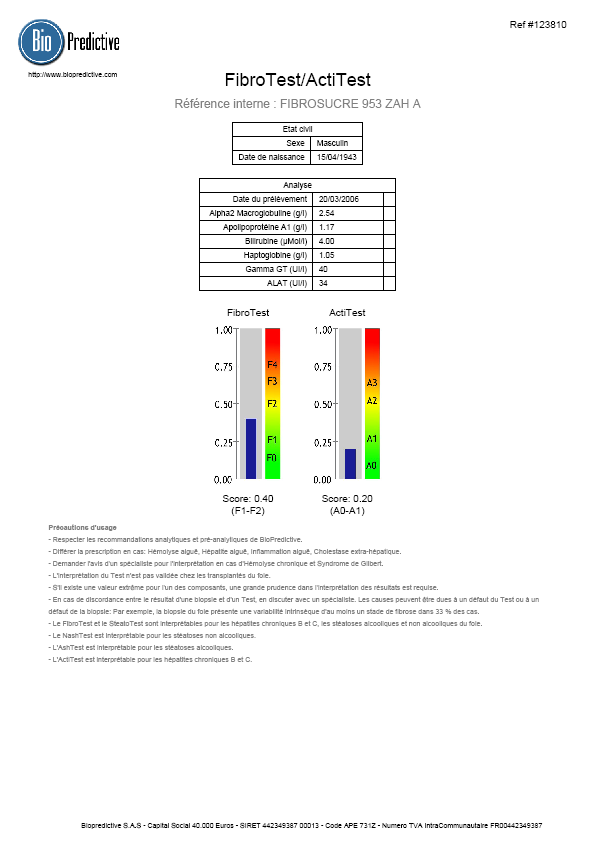 Ref #123810
Bio Predictive
http://www.biopredictive.com
FibroTest/ActiTest
Référence interne : FIBROSUCRE 953 ZAH A
Etat civil
Sexe Masculin
Date de naissance 15/04/1943
Analyse
Date du prélèvement 20/03/2006
Alpha2 Macroglobuline (g/l) 2.54
Apolipoprotéine A1 (g/l) 1.17
Bilirubine (µMol/l) 4.00
Haptoglobine (g/l) 1.05
Gamma GT (UI/l) 40
ALAT (UI/l) 34
FibroTest
1.00
0.75
0.50
0.25
0.00
F4
F3
F2
F1
F0
Score: 0.40
(F1-F2)
ActiTest
1.00
0.75
0.50
0.25
0.00
A3
A2
A1
A0
Score: 0.20
(A0-A1)
Précautions d'usage
- Respecter les recommandations analytiques et pré-analytiques de BioPredictive.
- Différer la prescription en cas: Hémolyse aiguë, Hépatite aiguë, Inflammation aiguë, Cholestase extra-hépatique.
- Demander l'avis d'un spécialiste pour l'interprétation en cas d'Hémolyse chronique et Syndrome de Gilbert.
- L'interprétation du Test n'est pas validée chez les transplantés du foie.
- S'il existe une valeur extrême pour l'un des composants, une grande prudence dans l'interprétation des résultats est requise.
- En cas de discordance entre le résultat d'une biopsie et d'un Test, en discuter avec un spécialiste. Les causes peuvent être dues à un défaut du Test ou à un
défaut de la biopsie: Par exemple, la biopsie du foie présente une variabilité intrinsèque d'au moins un stade de fibrose dans 33 % des cas.
- Le FibroTest et le SteatoTest sont interprétables pour les hépatites chroniques B et C, les stéatoses alcooliques et non alcooliques du foie.
- Le NashTest est interprétable pour les stéatoses non alcooliques.
- L'AshTest est interprétable pour les stéatoses alcooliques.
- L'ActiTest est interprétable pour les hépatites chroniques B et C.
Biopredictive S.A.S - Capital Social 40.000 Euros - SIRET 442349387 00013 - Code APE 731Z - Numero TVA IntraCommunautaire FR00442349387